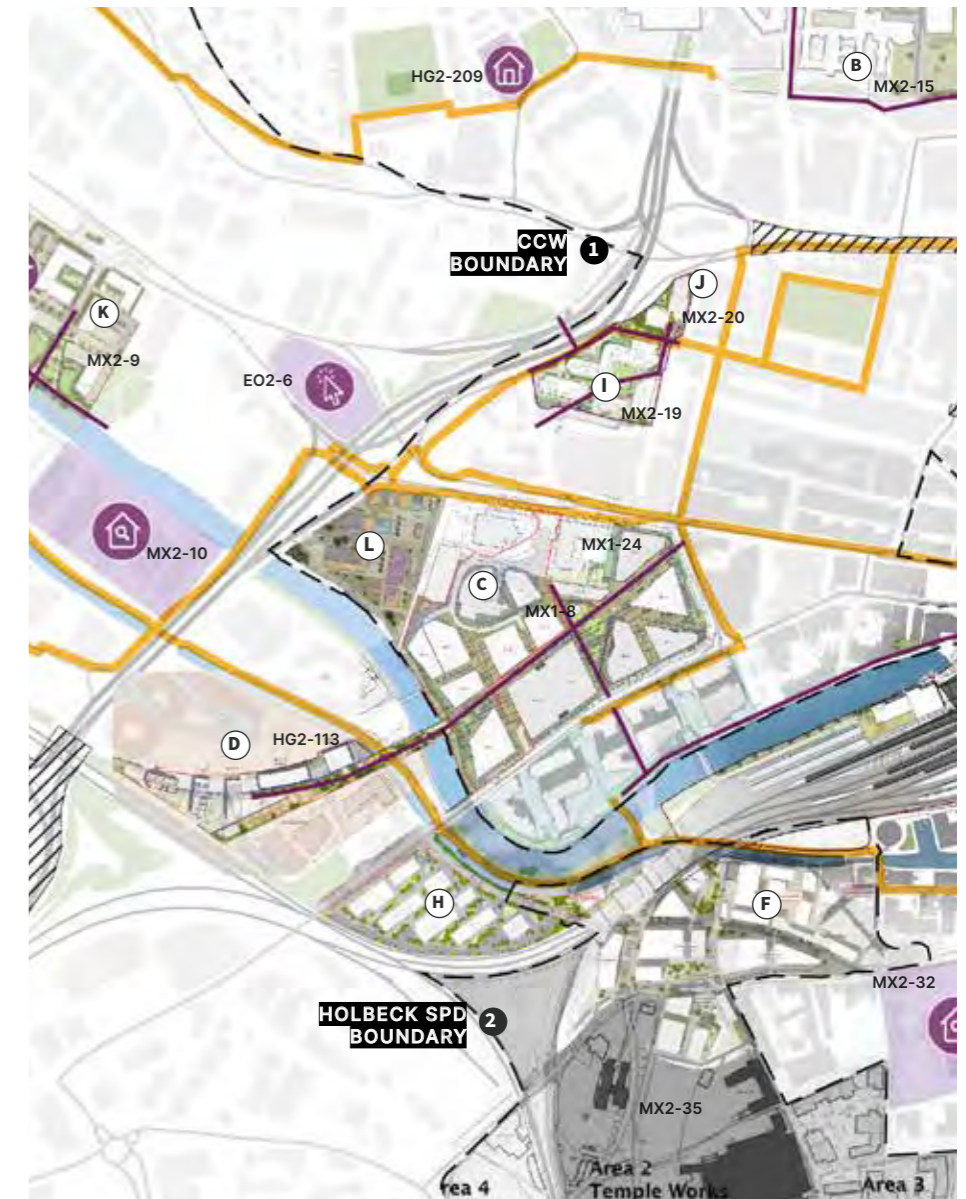 HG2-209
B
MX2-15
CCW
BOUNDARY
1
J
MX2-20
K
MX2-9
EO2-6
I
MX2-19
MX2-10
L
MX1-24
C
MX1-8
D
HG2-113
H
F
MX2-32
HOLBECK SPD
BOUNDARY
2
MX2-35
Area 2
Temple Works
rea 4
Area 3